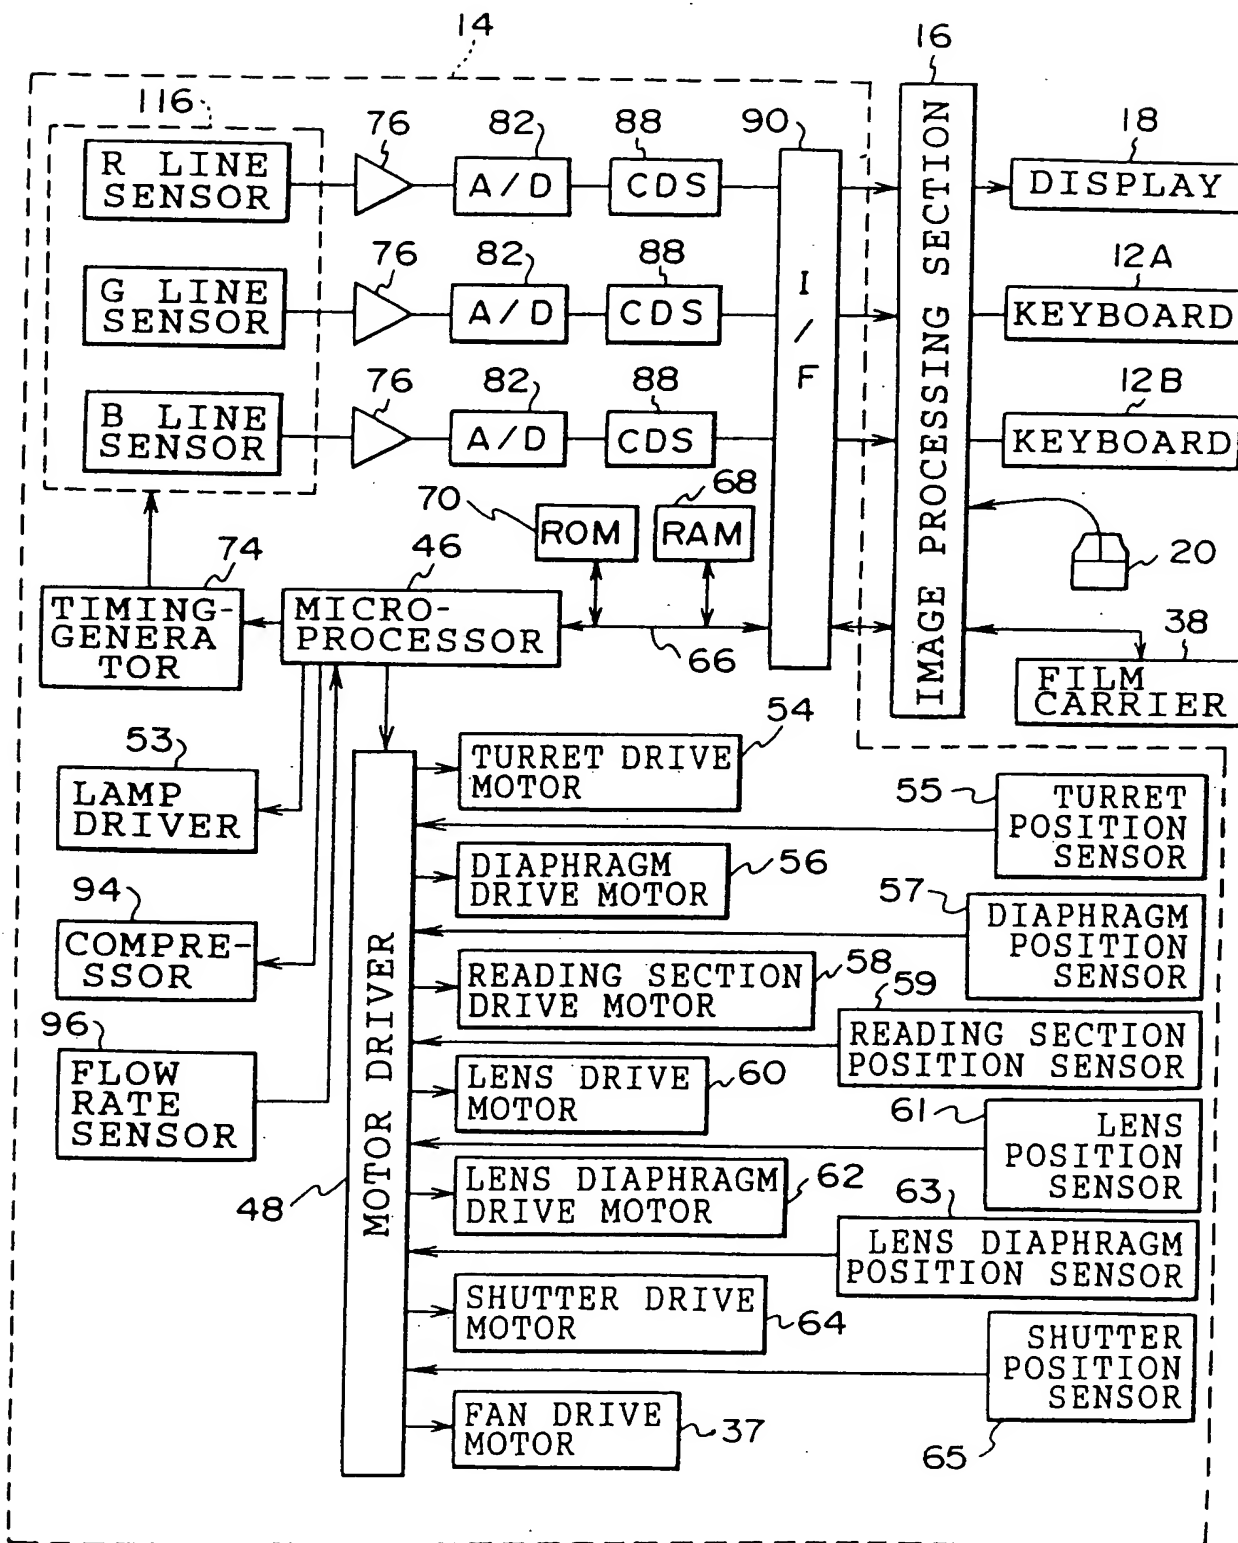 14
16
116
76
82
88
90
18
R LINE
SENSOR
A/D
CDS
DISPLAY
76
82
88
12A
G LINE
SENSOR
A/D
CDS
I/F
KEYBOARD
76
82
88
12B
B LINE
SENSOR
A/D
CDS
KEYBOARD
IMAGE PROCESSING SECTION
70
ROM
68
RAM
20
74
46
TIMING-
GENERA
TOR
MICRO-
PROCESSOR
66
38
FILM
CARRIER
53
LAMP
DRIVER
94
COMPRE-
SSOR
96
FLOW
RATE
SENSOR
48
MOTOR DRIVER
54
TURRET DRIVE
MOTOR
55
TURRET
POSITION
SENSOR
DIAPHRAGM
DRIVE MOTOR
56
57
DIAPHRAGM
POSITION
SENSOR
READING SECTION
DRIVE MOTOR
58
59
READING SECTION
POSITION SENSOR
LENS DRIVE
MOTOR
60
61
LENS
POSITION
SENSOR
LENS DIAPHRAGM
DRIVE MOTOR
62
63
LENS DIAPHRAGM
POSITION SENSOR
SHUTTER DRIVE
MOTOR
64
SHUTTER
POSITION
SENSOR
65
FAN DRIVE
MOTOR
37